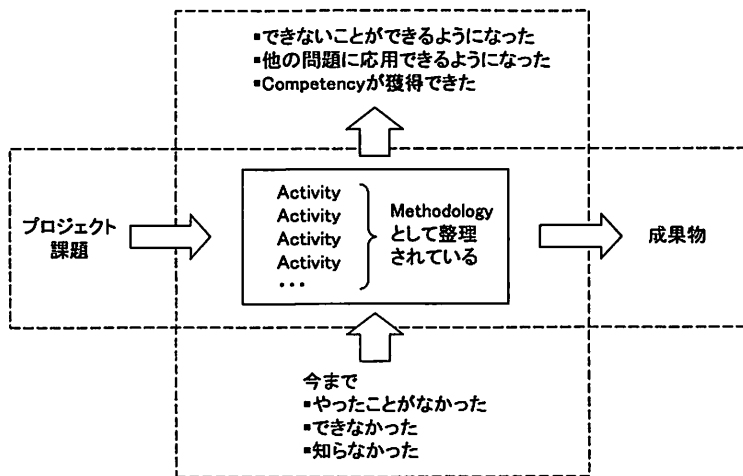 ▪できないことができるようになった
▪他の問題に応用できるようになった
▪Competencyが獲得できた
プロジェクト
課題
Activity
Activity
Activity
Activity
・・・
Methodology
として整理
されている
成果物
今まで
▪やったことがなかった
▪できなかった
▪知らなかった